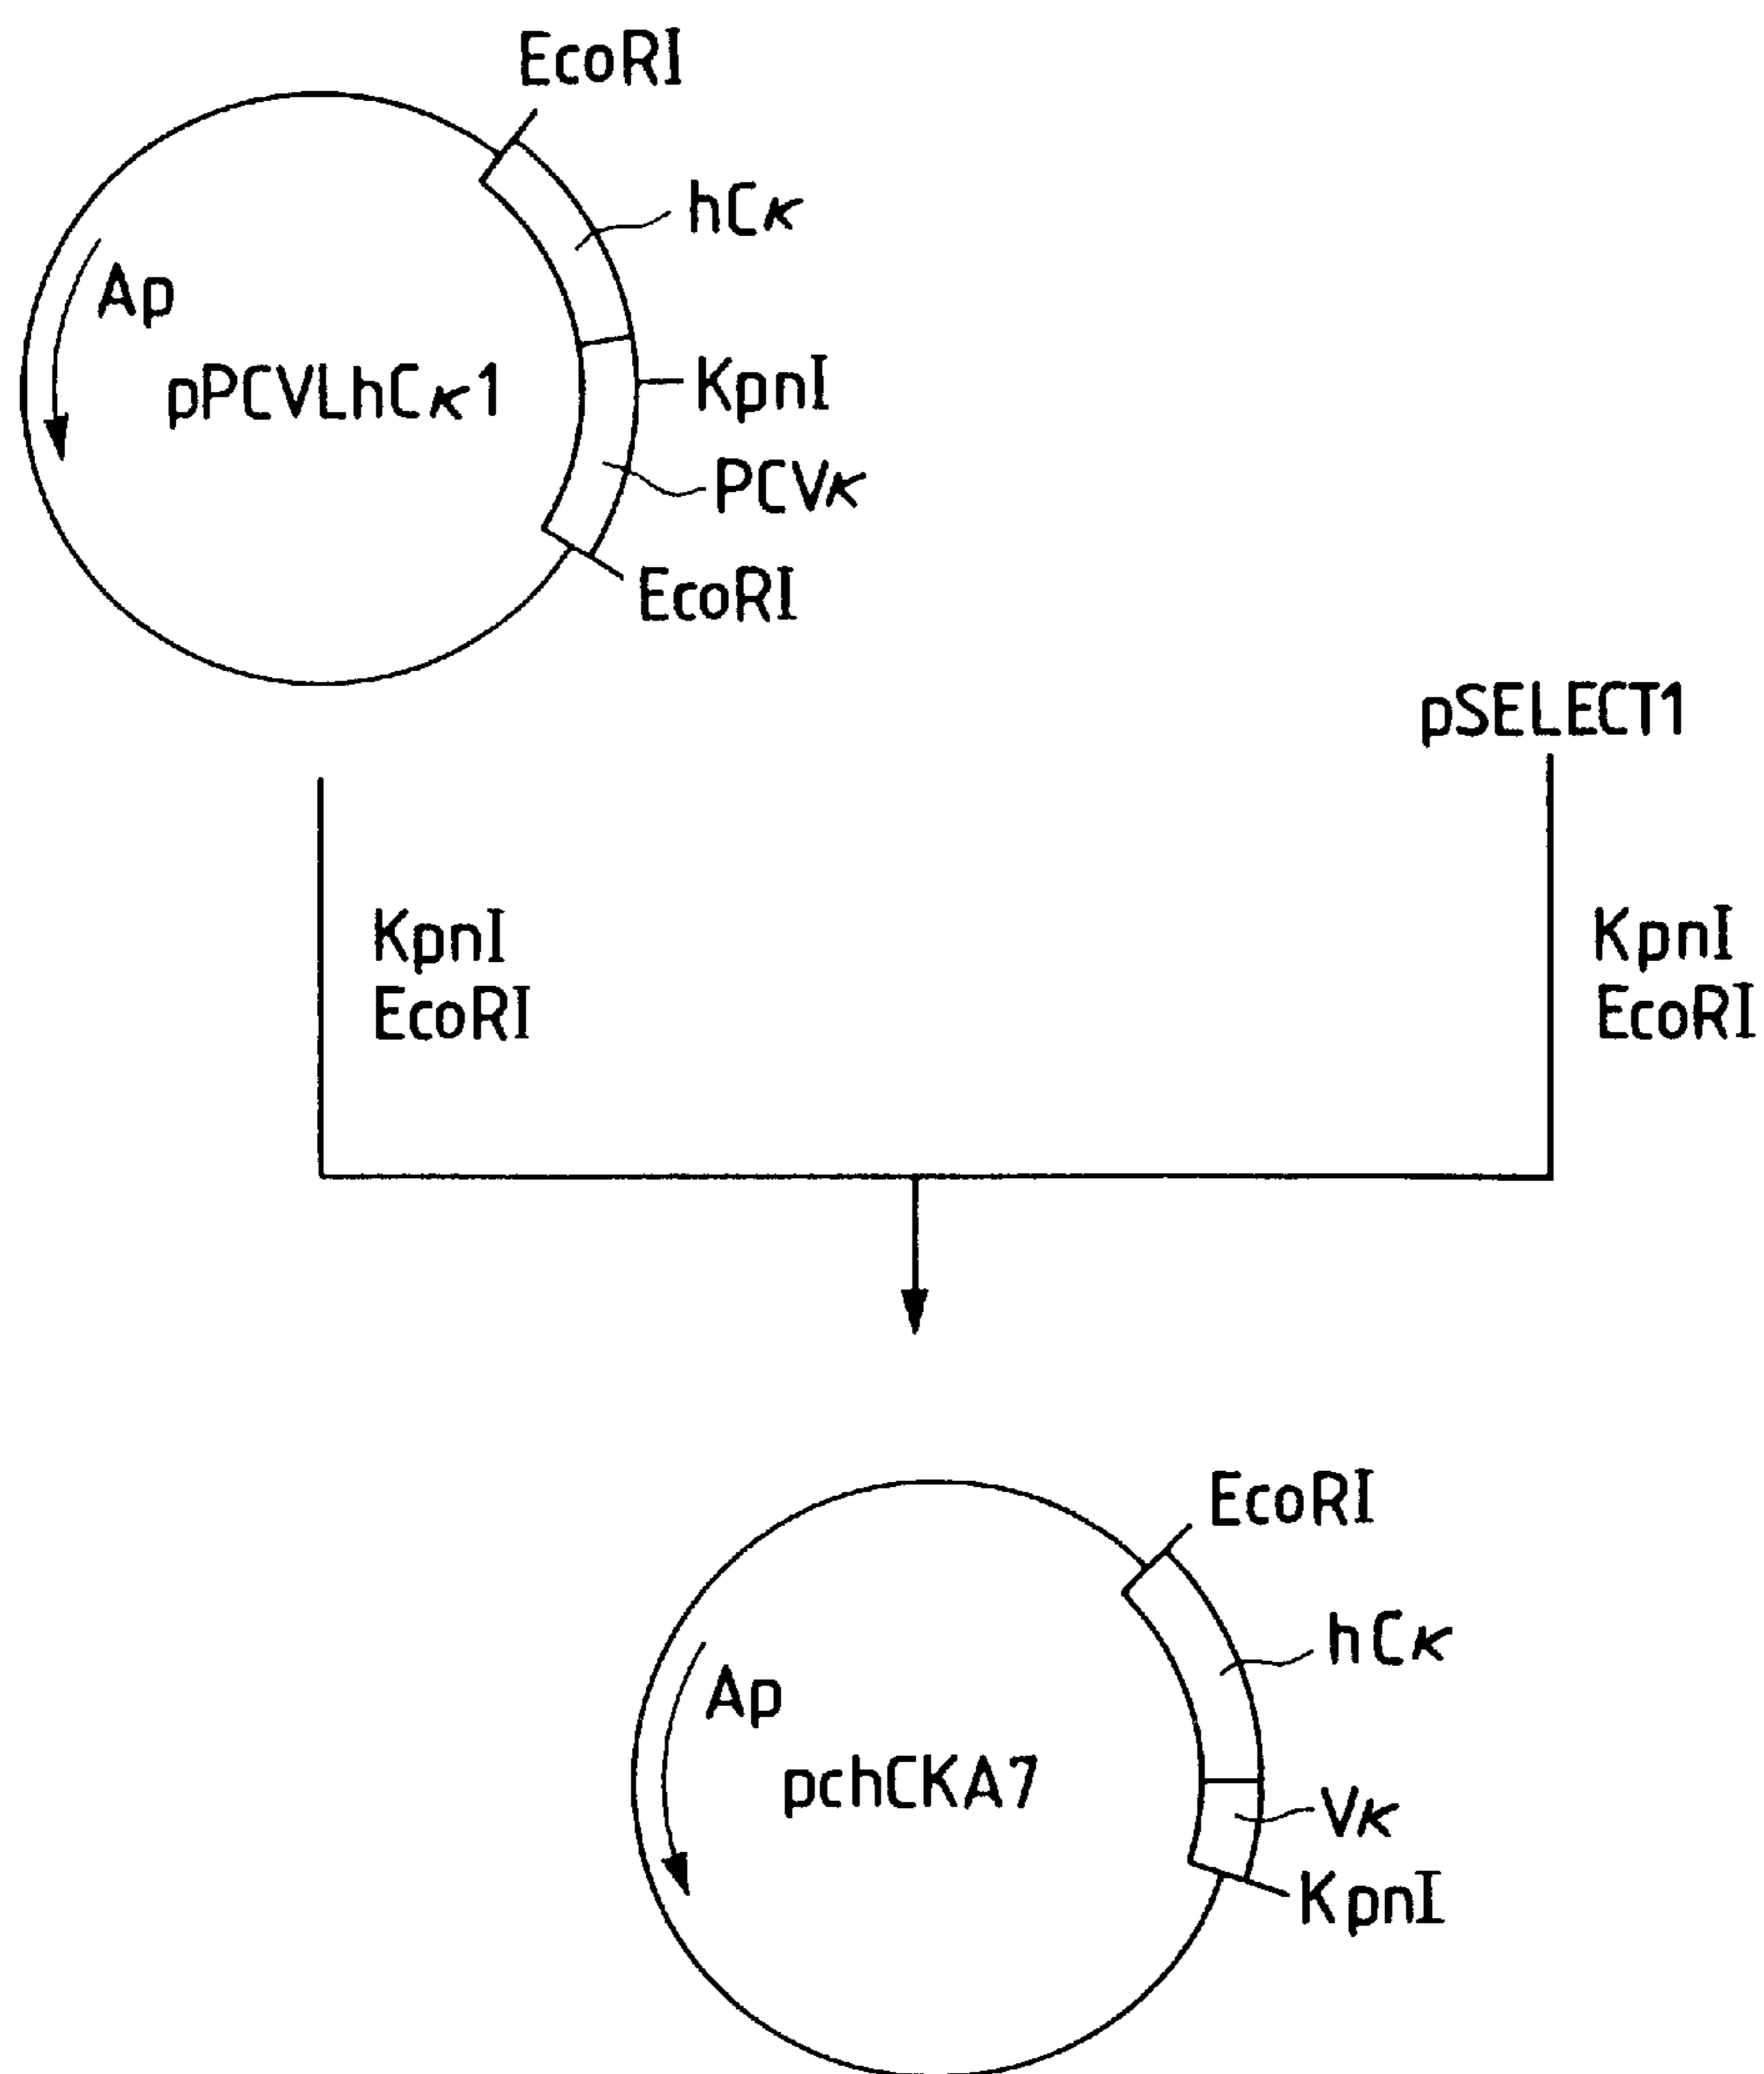 EcoRI
hCκ
Ap
pPCVLhCκ1
KpnI
PCVκ
EcoRI
pSELECT1
KpnI
EcoRI
KpnI
EcoRI
EcoRI
hCκ
Ap
pchCKA7
Vκ
KpnI